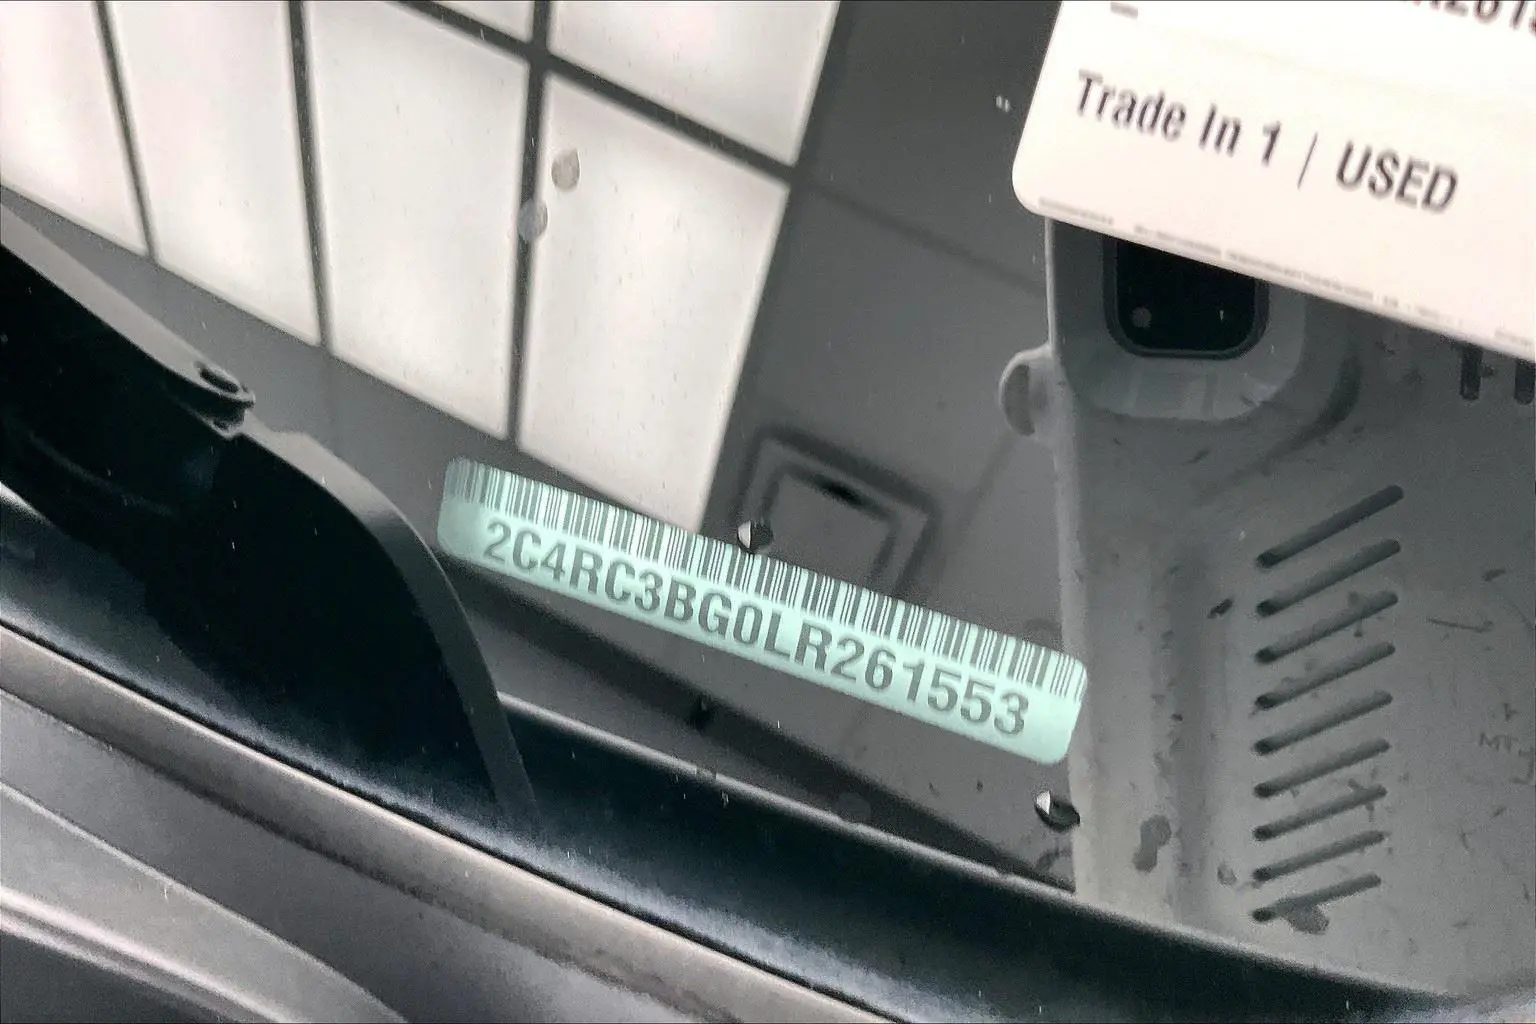 Trade In 1 | USED
2C4RC3BG0LR261553